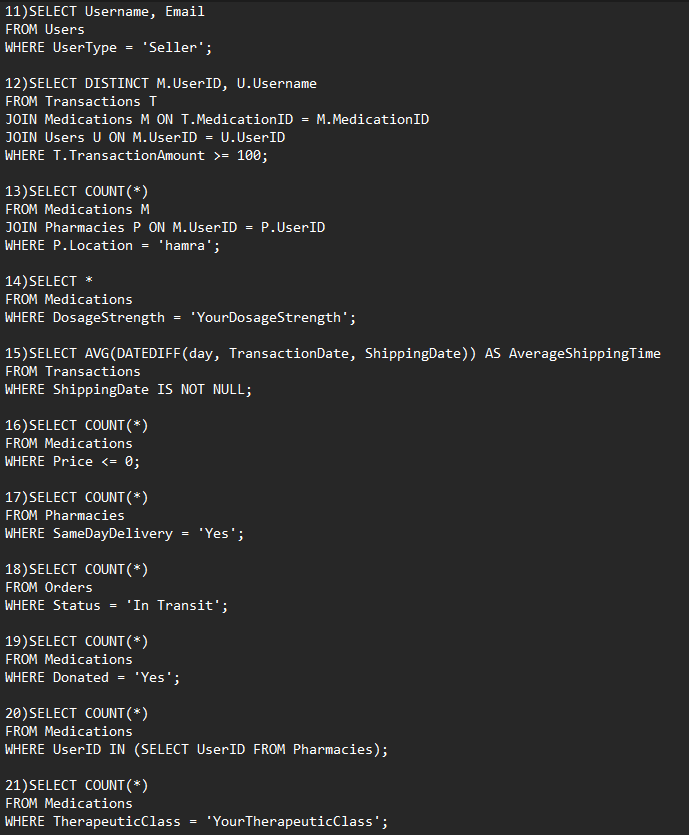 11)SELECT Username, Email
FROM Users
WHERE UserType = 'Seller';

12)SELECT DISTINCT M.UserID, U.Username
FROM Transactions T
JOIN Medications M ON T.MedicationID = M.MedicationID
JOIN Users U ON M.UserID = U.UserID
WHERE T.TransactionAmount >= 100;

13)SELECT COUNT(*)
FROM Medications M
JOIN Pharmacies P ON M.UserID = P.UserID
WHERE P.Location = 'hamra';

14)SELECT *
FROM Medications
WHERE DosageStrength = 'YourDosageStrength';

15)SELECT AVG(DATEDIFF(day, TransactionDate, ShippingDate)) AS AverageShippingTime
FROM Transactions
WHERE ShippingDate IS NOT NULL;

16)SELECT COUNT(*)
FROM Medications
WHERE Price <= 0;

17)SELECT COUNT(*)
FROM Pharmacies
WHERE SameDayDelivery = 'Yes';

18)SELECT COUNT(*)
FROM Orders
WHERE Status = 'In Transit';

19)SELECT COUNT(*)
FROM Medications
WHERE Donated = 'Yes';

20)SELECT COUNT(*)
FROM Medications
WHERE UserID IN (SELECT UserID FROM Pharmacies);

21)SELECT COUNT(*)
FROM Medications
WHERE TherapeuticClass = 'YourTherapeuticClass';